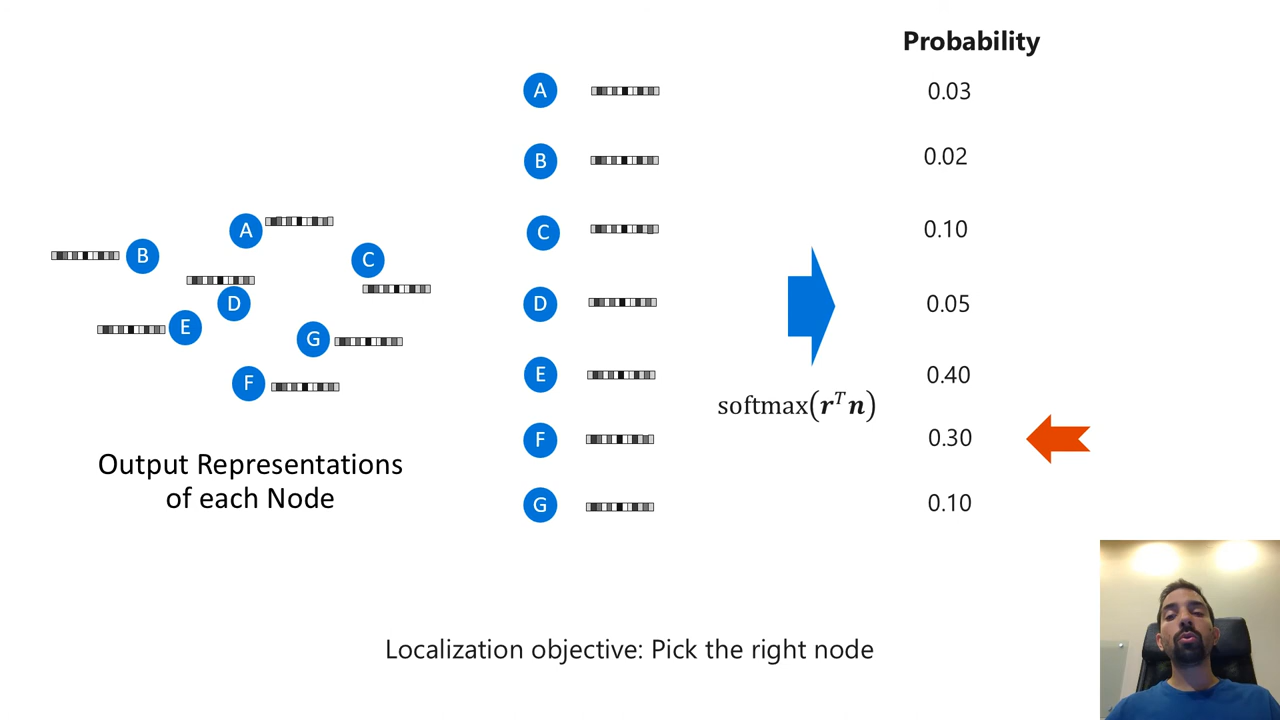 Probability
A 0.03
B 0.02
C 0.10
D 0.05
E 0.40
F 0.30
G 0.10
A
B
C
D
E
G
F
softmax(𝒓ᵀ𝒏)
Output Representations
of each Node
Localization objective: Pick the right node